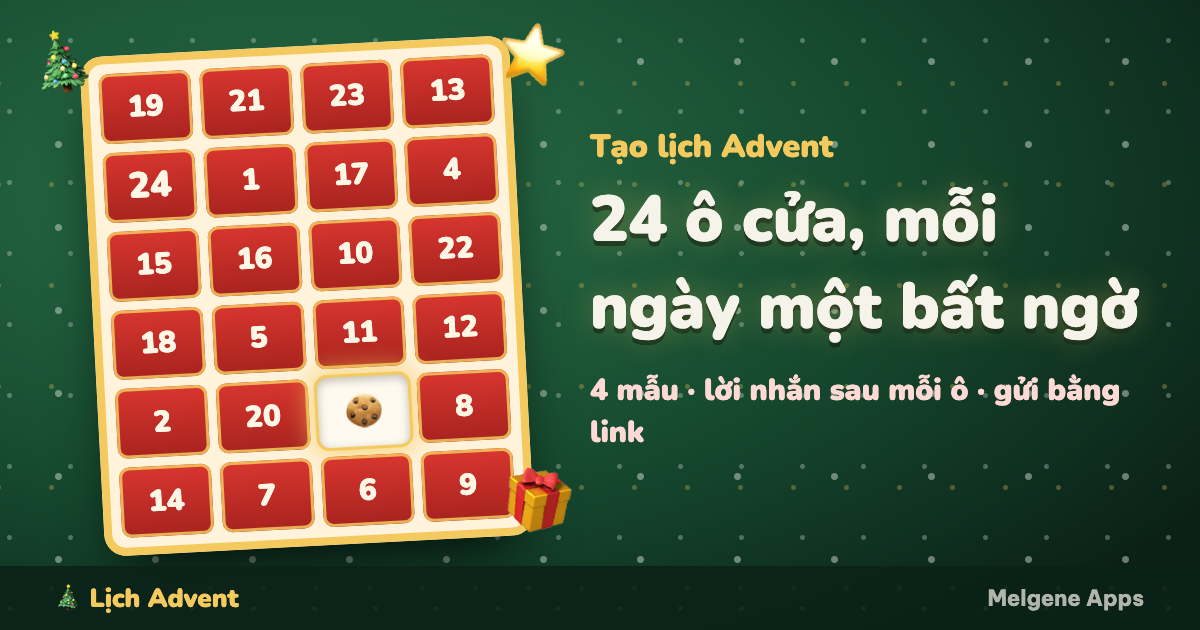 19 21 23 13
24 1 17 4
15 16 10 22
18 5 11 12
2 20 8
14 7 6 9
Tạo lịch Advent
24 ô cửa, mỗi
ngày một bất ngờ
4 mẫu · lời nhắn sau mỗi ô · gửi bằng
link
Lịch Advent
Melgene Apps